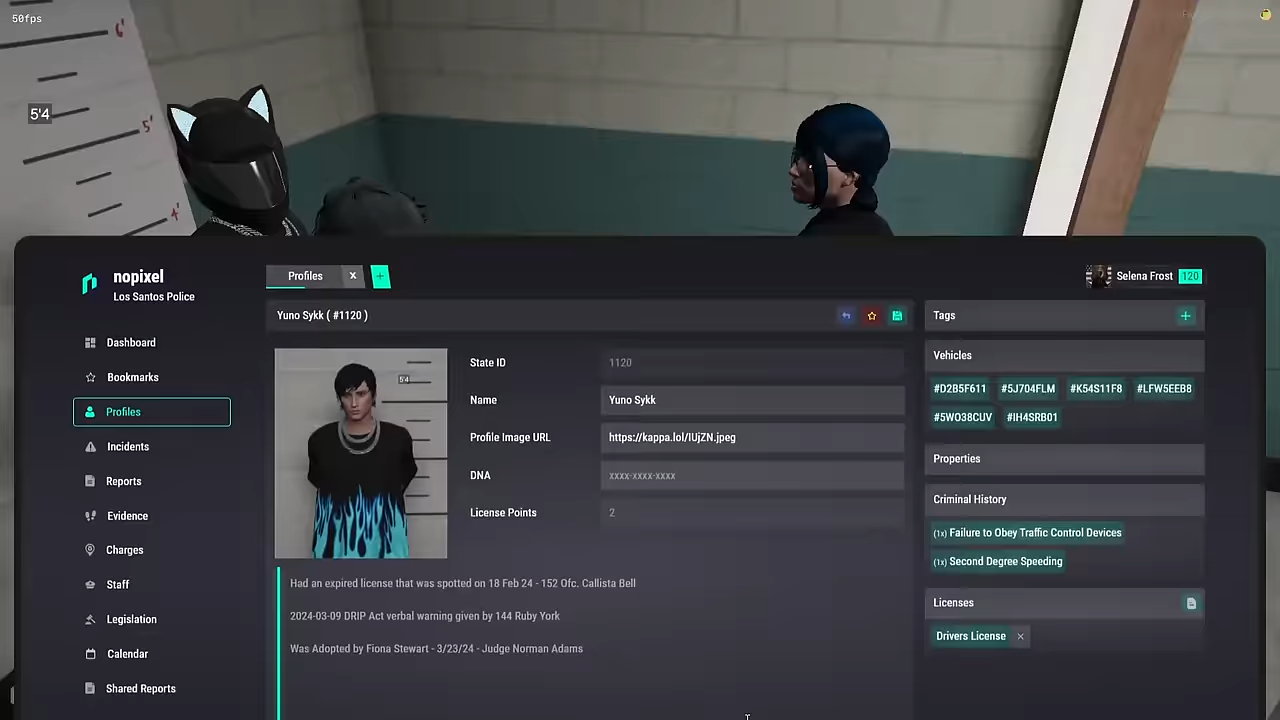 50fps
6'
5'4
5'
4'
nopixel
Los Santos Police
Profiles x +
Selena Frost 120
Dashboard
Bookmarks
Profiles
Incidents
Reports
Evidence
Charges
Staff
Legislation
Calendar
Shared Reports
Yuno Sykk ( #1120 )
5'4
State ID 1120
Name Yuno Sykk
Profile Image URL https://kappa.lol/IUjZN.jpeg
DNA xxxx-xxxx-xxxx
License Points 2
Had an expired license that was spotted on 18 Feb 24 - 152 Ofc. Callista Bell
2024-03-09 DRIP Act verbal warning given by 144 Ruby York
Was Adopted by Fiona Stewart - 3/23/24 - Judge Norman Adams
Tags +
Vehicles
#D2B5F611 #5J704FLM #K54S11F8 #LFW5EEB8
#5WO38CUV #IH4SRB01
Properties
Criminal History
(1x) Failure to Obey Traffic Control Devices
(1x) Second Degree Speeding
Licenses
Drivers License x